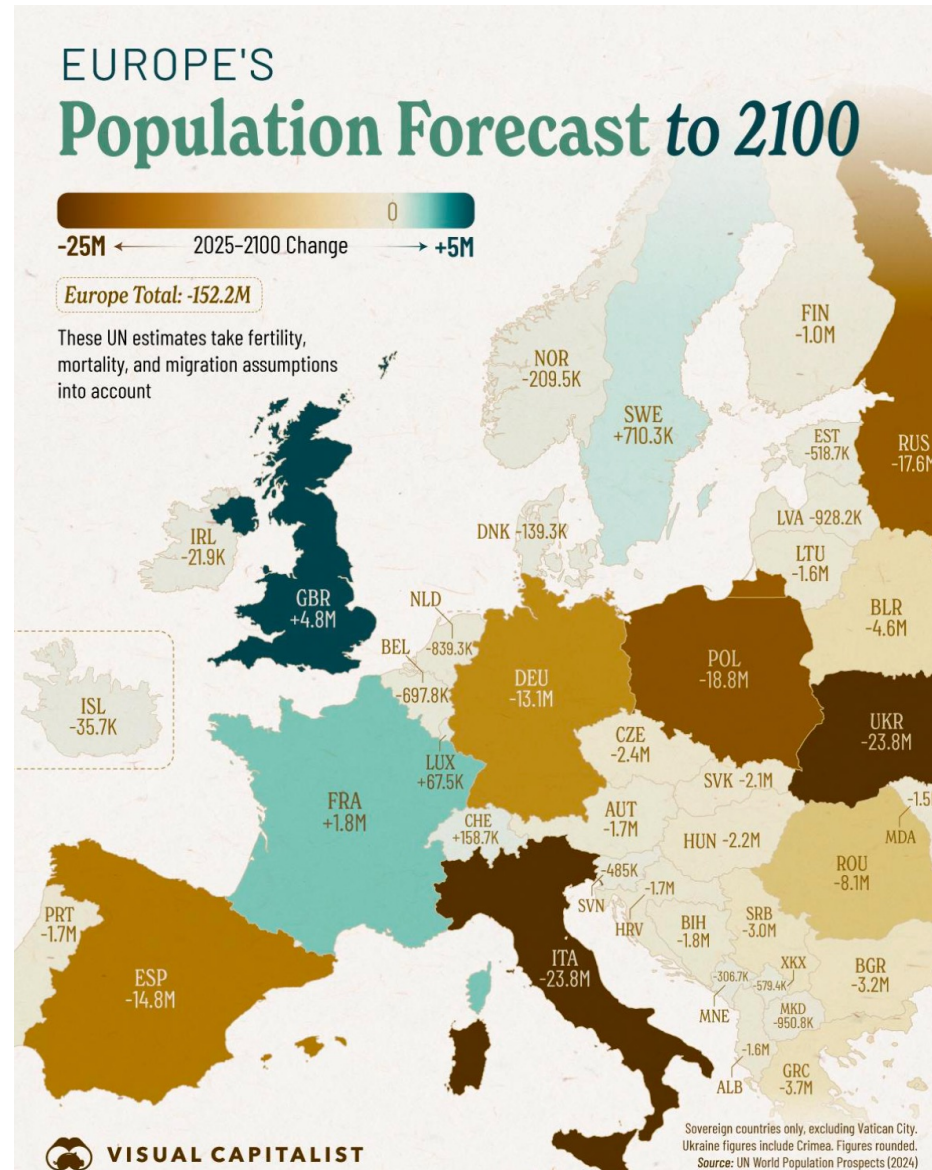 EUROPE'S
Population Forecast to 2100
0
-25M ← 2025–2100 Change → +5M
Europe Total: -152.2M
These UN estimates take fertility,
mortality, and migration assumptions
into account
FIN
-1.0M
NOR
-209.5K
SWE
+710.3K
EST
-518.7K
RUS
-17.6M
LVA -928.2K
DNK -139.3K
IRL
-21.9K
LTU
-1.6M
GBR
+4.8M
NLD
-839.3K
BLR
-4.6M
BEL
-697.8K
POL
-18.8M
DEU
-13.1M
ISL
-35.7K
UKR
-23.8M
CZE
-2.4M
LUX
+67.5K
SVK -2.1M
FRA
+1.8M
AUT
-1.7M
-1.5
MDA
CHE
+158.7K
HUN -2.2M
ROU
-8.1M
-485K
SVN
-1.7M
HRV
PRT
-1.7M
BIH
-1.8M
SRB
-3.0M
ESP
-14.8M
ITA
-23.8M
XKX
-579.4K
BGR
-3.2M
-306.7K
MNE
MKD
-950.8K
-1.6M
ALB
GRC
-3.7M
VISUAL CAPITALIST
Sovereign countries only, excluding Vatican City.
Ukraine figures include Crimea. Figures rounded.
Source: UN World Population Prospects (2024)